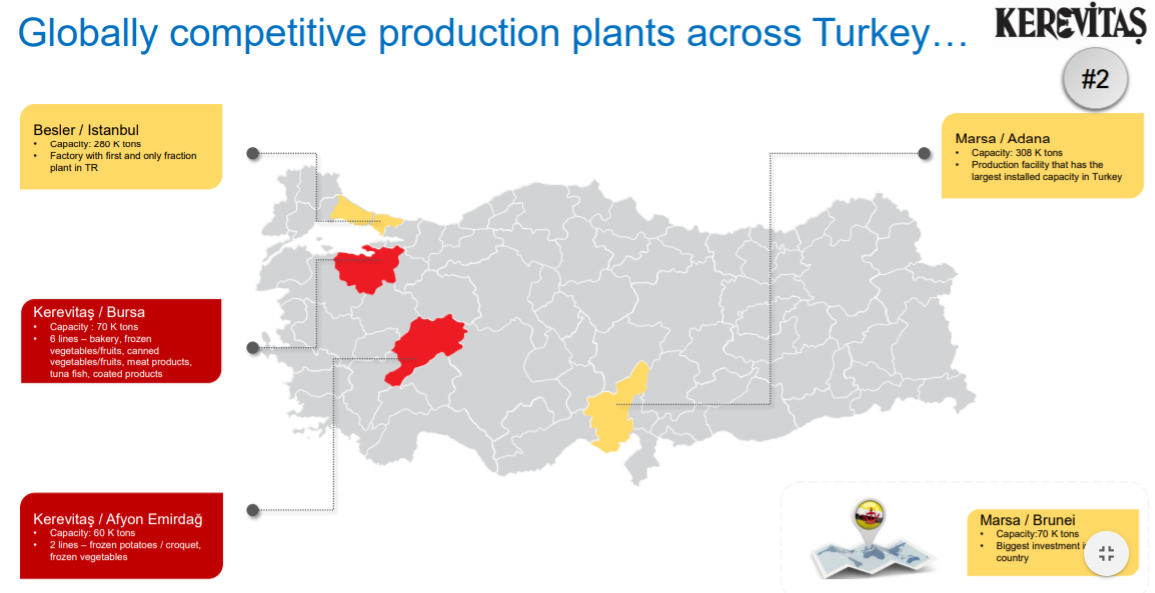 Globally competitive production plants across Turkey…
KEREVİTAŞ
#2
Besler / Istanbul
• Capacity: 280 K tons
• Factory with first and only fraction
plant in TR
Marsa / Adana
• Capacity: 308 K tons
• Production facility that has the
largest installed capacity in Turkey
Kerevitaş / Bursa
• Capacity : 70 K tons
• 6 lines – bakery, frozen
vegetables/fruits, canned
vegetables/fruits, meat products,
tuna fish, coated products
Kerevitaş / Afyon Emirdağ
• Capacity: 60 K tons
• 2 lines – frozen potatoes / croquet,
frozen vegetables
Marsa / Brunei
• Capacity:70 K tons
• Biggest investment
country